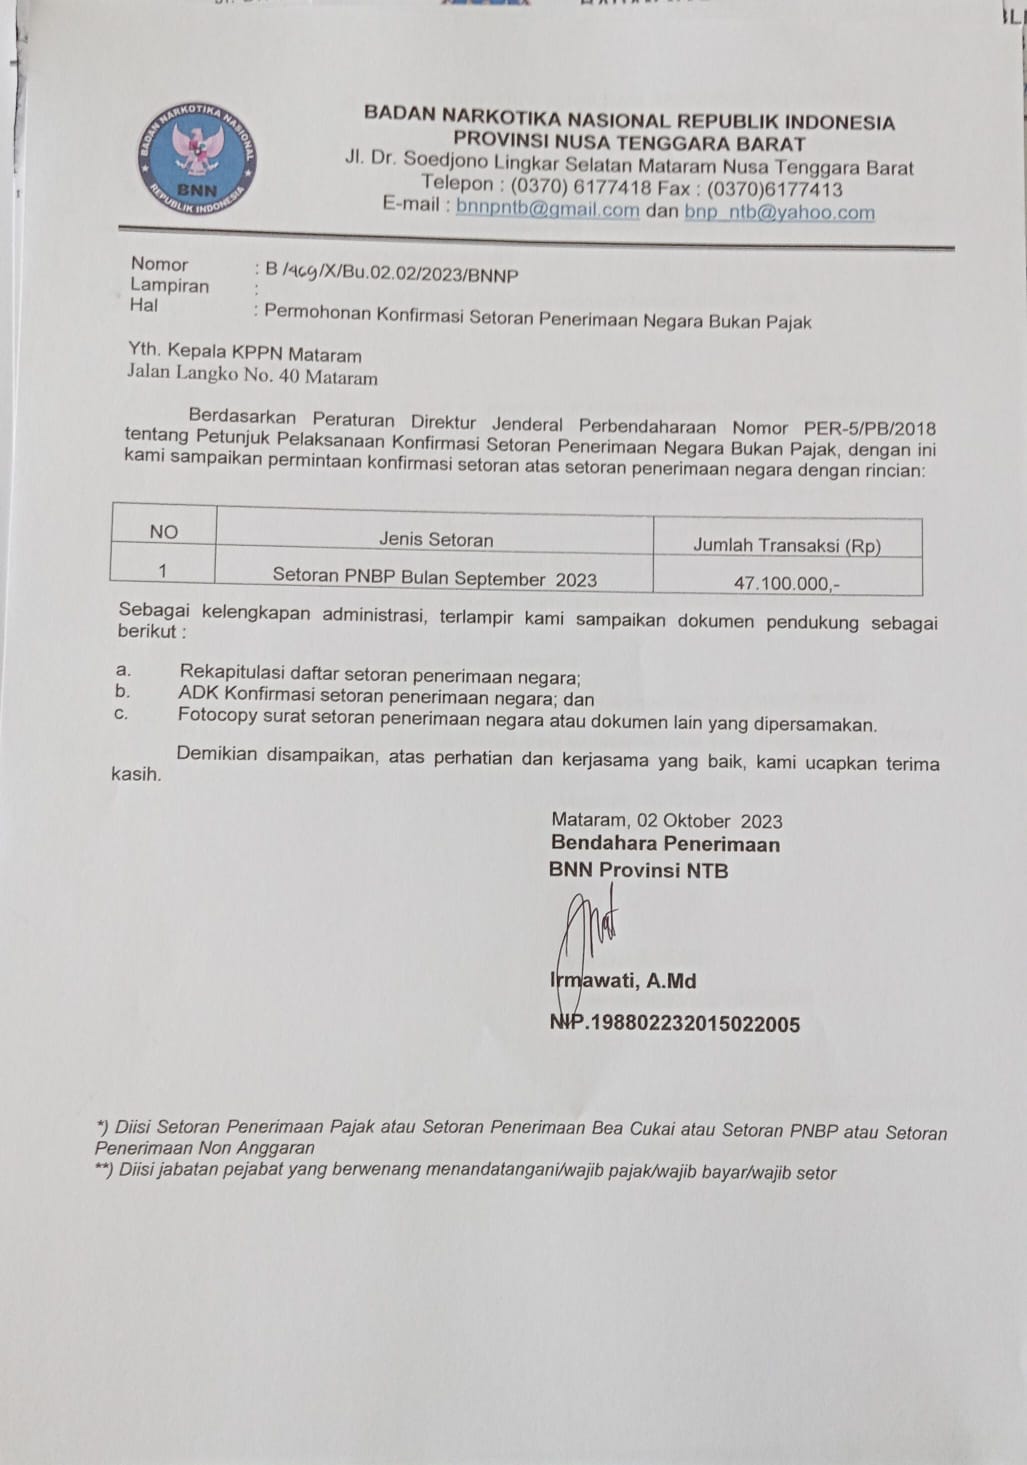 BADAN NARKOTIKA NASIONAL
BNN
REPUBLIK INDONESIA
BADAN NARKOTIKA NASIONAL REPUBLIK INDONESIA
PROVINSI NUSA TENGGARA BARAT
Jl. Dr. Soedjono Lingkar Selatan Mataram Nusa Tenggara Barat
Telepon : (0370) 6177418 Fax : (0370)6177413
E-mail : bnnpntb@gmail.com dan bnp_ntb@yahoo.com
Nomor : B /469/X/Bu.02.02/2023/BNNP
Lampiran :
Hal : Permohonan Konfirmasi Setoran Penerimaan Negara Bukan Pajak
Yth. Kepala KPPN Mataram
Jalan Langko No. 40 Mataram
Berdasarkan Peraturan Direktur Jenderal Perbendaharaan Nomor PER-5/PB/2018
tentang Petunjuk Pelaksanaan Konfirmasi Setoran Penerimaan Negara Bukan Pajak, dengan ini
kami sampaikan permintaan konfirmasi setoran atas setoran penerimaan negara dengan rincian:
NO Jenis Setoran Jumlah Transaksi (Rp)
1 Setoran PNBP Bulan September 2023 47.100.000,-
Sebagai kelengkapan administrasi, terlampir kami sampaikan dokumen pendukung sebagai
berikut :
a. Rekapitulasi daftar setoran penerimaan negara;
b. ADK Konfirmasi setoran penerimaan negara; dan
c. Fotocopy surat setoran penerimaan negara atau dokumen lain yang dipersamakan.
Demikian disampaikan, atas perhatian dan kerjasama yang baik, kami ucapkan terima
kasih.
Mataram, 02 Oktober 2023
Bendahara Penerimaan
BNN Provinsi NTB
Irmawati, A.Md
NIP.198802232015022005
*) Diisi Setoran Penerimaan Pajak atau Setoran Penerimaan Bea Cukai atau Setoran PNBP atau Setoran
Penerimaan Non Anggaran
**) Diisi jabatan pejabat yang berwenang menandatangani/wajib pajak/wajib bayar/wajib setor